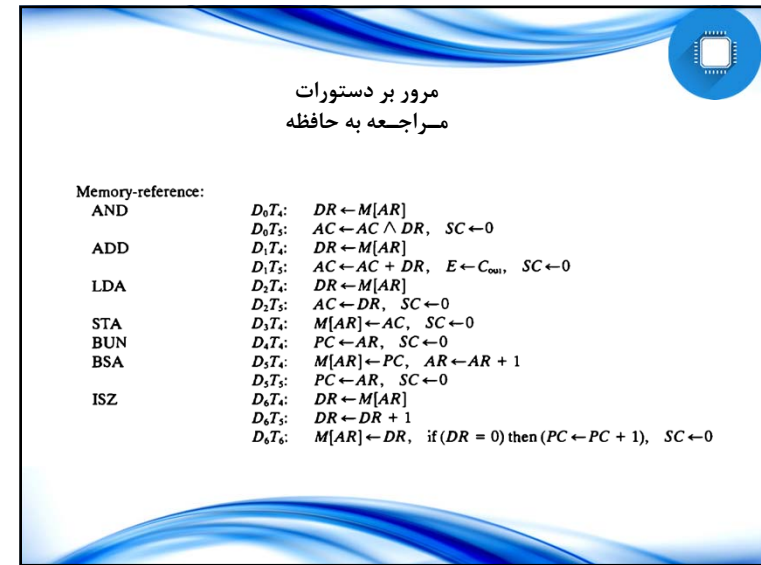 مرور بر دستورات
مـراجـعه به حافظه
Memory-reference:
AND D₀T₄: DR ← M[AR]
D₀T₅: AC ← AC ∧ DR, SC ← 0
ADD D₁T₄: DR ← M[AR]
D₁T₅: AC ← AC + DR, E ← Cout, SC ← 0
LDA D₂T₄: DR ← M[AR]
D₂T₅: AC ← DR, SC ← 0
STA D₃T₄: M[AR] ← AC, SC ← 0
BUN D₄T₄: PC ← AR, SC ← 0
BSA D₅T₄: M[AR] ← PC, AR ← AR + 1
D₅T₅: PC ← AR, SC ← 0
ISZ D₆T₄: DR ← M[AR]
D₆T₅: DR ← DR + 1
D₆T₆: M[AR] ← DR, if (DR = 0) then (PC ← PC + 1), SC ← 0